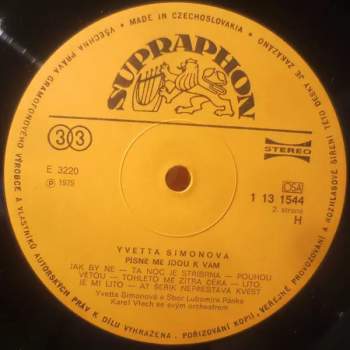 MADE IN CZECHOSLOVAKIA • VŠECHNA PRÁVA GRAMOFONOVÉHO VÝROBCE A VLASTNÍKŮ AUTORSKÝCH PRÁV K DÍLU VYHRAŽENA. POŘIZOVÁNÍ KOPIÍ, VEŘEJNÉ PROVOZOVÁNÍ A ROZHLASOVÉ ŠÍŘENÍ TÉTO DESKY JE ZAKÁZÁNO •
SUPRAPHON
33
STEREO
E 3220
Ⓟ 1975
OSA
1 13 1544
2. strana
H
YVETTA SIMONOVÁ
PÍSNĚ MÉ JDOU K VÁM
JAK BY NE — TA NOC JE STŘÍBRNÁ — POUHOU
VĚTOU — TOHLETO MĚ ZÍTRA ČEKÁ — LÍTO,
JE MI LÍTO — AŤ ŠEŘÍK NEPŘESTÁVÁ KVÉST
Yvetta Simonová a Sbor Lubomíra Pánka
Karel Vlach se svým orchestrem